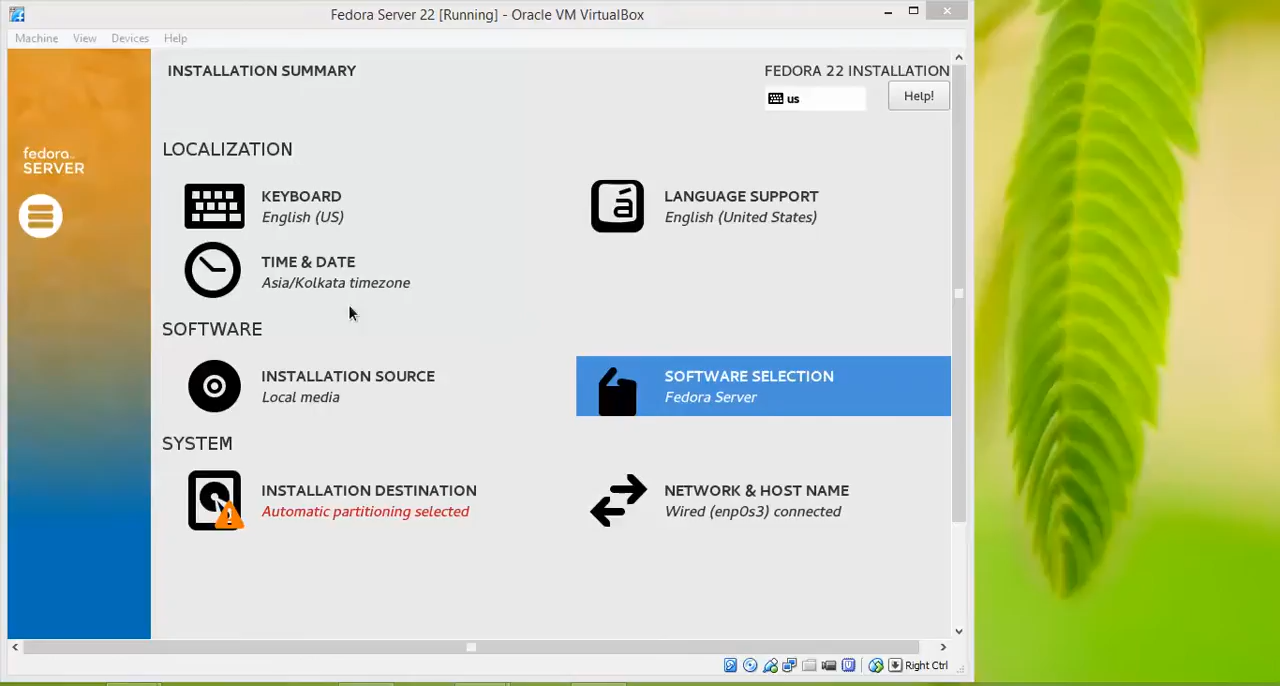 Fedora Server 22 [Running] - Oracle VM VirtualBox
Machine View Devices Help
INSTALLATION SUMMARY
FEDORA 22 INSTALLATION
us
Help!
fedora
SERVER
LOCALIZATION
KEYBOARD
English (US)
LANGUAGE SUPPORT
English (United States)
TIME & DATE
Asia/Kolkata timezone
SOFTWARE
INSTALLATION SOURCE
Local media
SOFTWARE SELECTION
Fedora Server
SYSTEM
INSTALLATION DESTINATION
Automatic partitioning selected
NETWORK & HOST NAME
Wired (enp0s3) connected
Right Ctrl